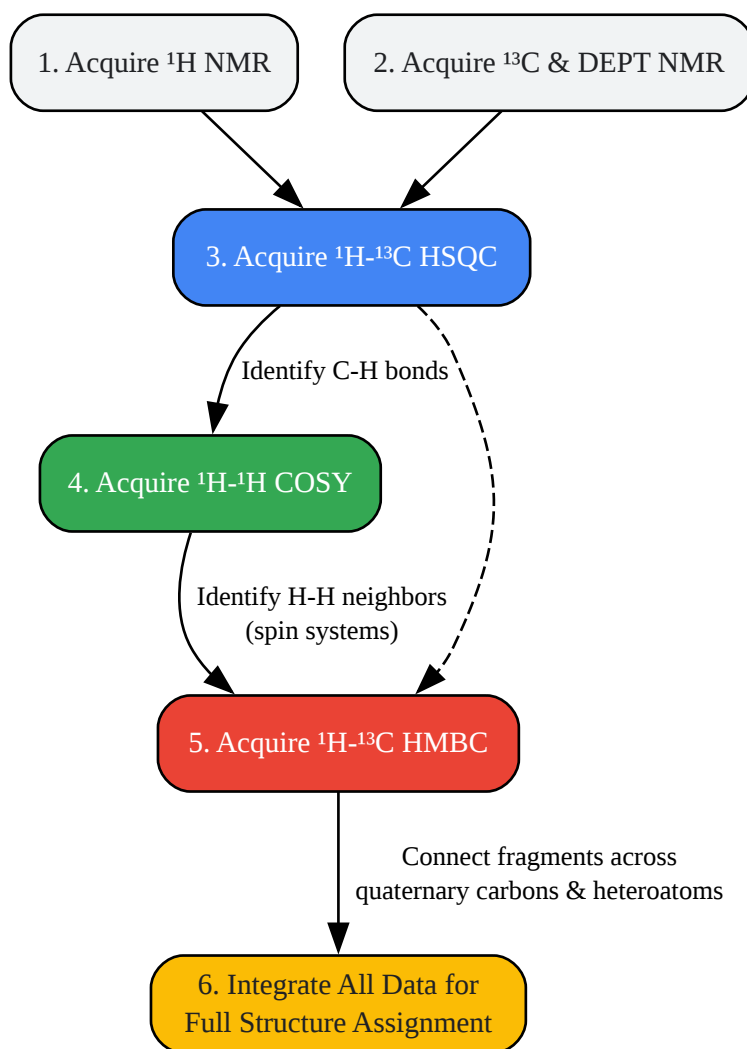 1. Acquire ¹H NMR
2. Acquire ¹³C & DEPT NMR
3. Acquire ¹H-¹³C HSQC
Identify C-H bonds
4. Acquire ¹H-¹H COSY
Identify H-H neighbors
(spin systems)
5. Acquire ¹H-¹³C HMBC
Connect fragments across
quaternary carbons & heteroatoms
6. Integrate All Data for
Full Structure Assignment